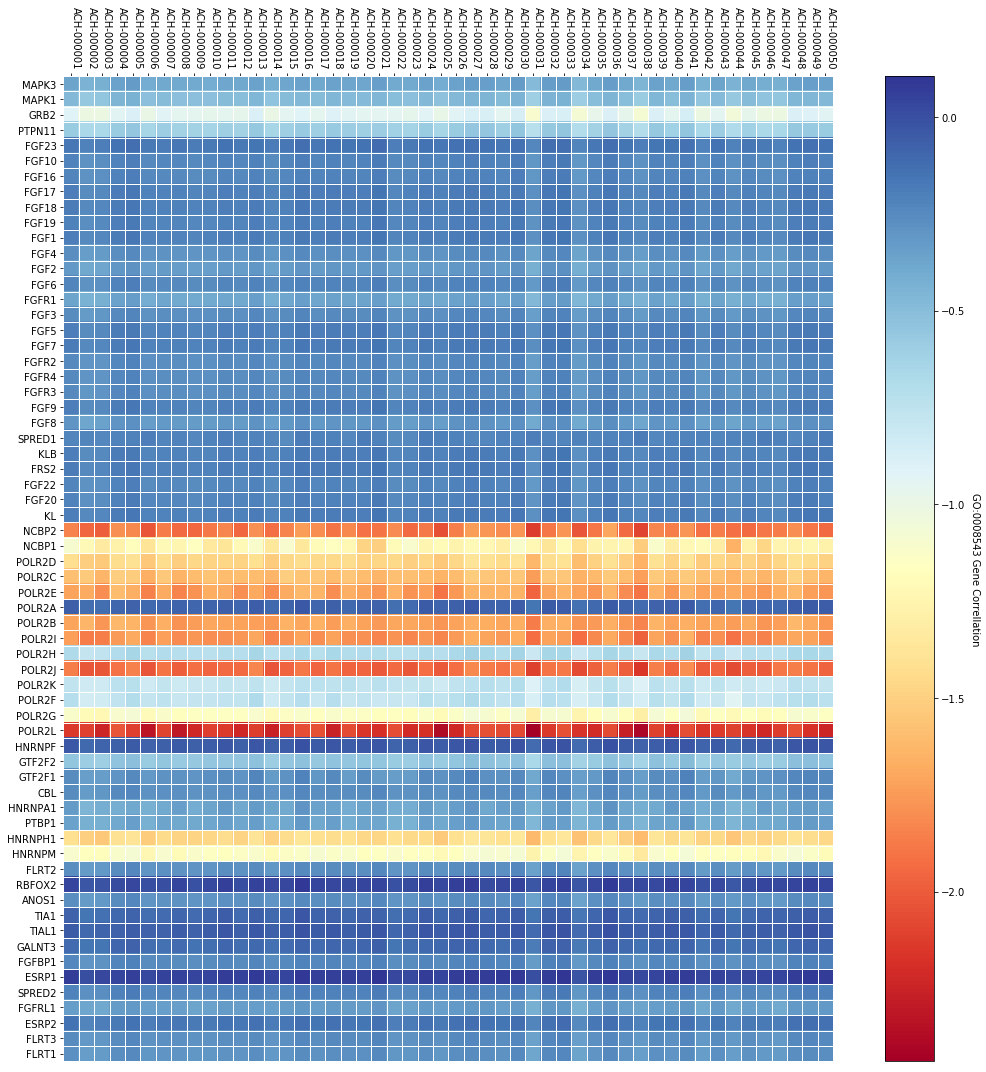 ACH-000001
ACH-000002
ACH-000003
ACH-000004
ACH-000005
ACH-000006
ACH-000007
ACH-000008
ACH-000009
ACH-000010
ACH-000011
ACH-000012
ACH-000013
ACH-000014
ACH-000015
ACH-000016
ACH-000017
ACH-000018
ACH-000019
ACH-000020
ACH-000021
ACH-000022
ACH-000023
ACH-000024
ACH-000025
ACH-000026
ACH-000027
ACH-000028
ACH-000029
ACH-000030
ACH-000031
ACH-000032
ACH-000033
ACH-000034
ACH-000035
ACH-000036
ACH-000037
ACH-000038
ACH-000039
ACH-000040
ACH-000041
ACH-000042
ACH-000043
ACH-000044
ACH-000045
ACH-000046
ACH-000047
ACH-000048
ACH-000049
ACH-000050
MAPK3
MAPK1
GRB2
PTPN11
FGF23
FGF10
FGF16
FGF17
FGF18
FGF19
FGF1
FGF4
FGF2
FGF6
FGFR1
FGF3
FGF5
FGF7
FGFR2
FGFR4
FGFR3
FGF9
FGF8
SPRED1
KLB
FRS2
FGF22
FGF20
KL
NCBP2
NCBP1
POLR2D
POLR2C
POLR2E
POLR2A
POLR2B
POLR2I
POLR2H
POLR2J
POLR2K
POLR2F
POLR2G
POLR2L
HNRNPF
GTF2F2
GTF2F1
CBL
HNRNPA1
PTBP1
HNRNPH1
HNRNPM
FLRT2
RBFOX2
ANOS1
TIA1
TIAL1
GALNT3
FGFBP1
ESRP1
SPRED2
FGFRL1
ESRP2
FLRT3
FLRT1
0.0
−0.5
−1.0
−1.5
−2.0
GO:0008543 Gene Correllation